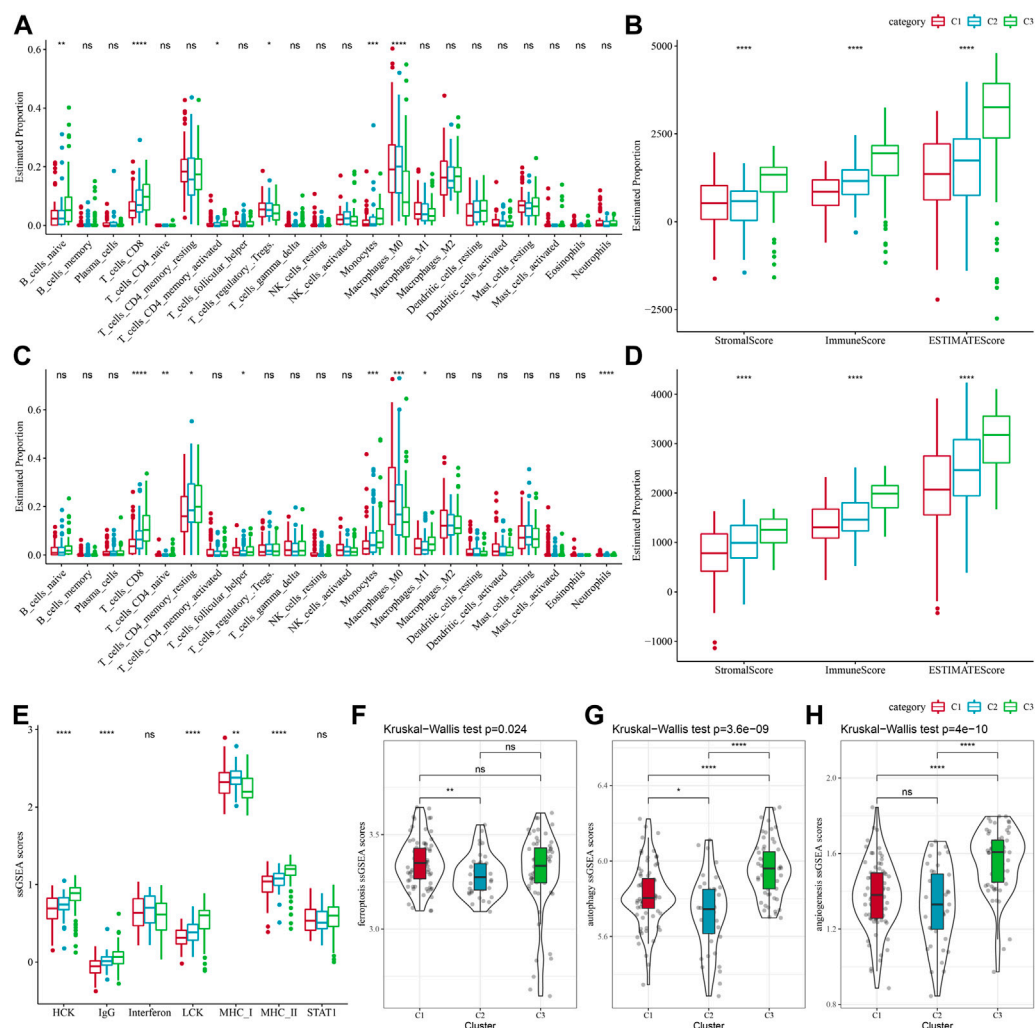 A
B
category C1 C2 C3
** ns ns **** ns ns * ns * ns ns ns *** **** ns ns ns ns ns ns ns ns
Estimated Proportion
0.6
0.4
0.2
0.0
B_cells_naive
B_cells_memory
Plasma_cells
T_cells_CD8
T_cells_CD4_naive
T_cells_CD4_memory_resting
T_cells_CD4_memory_activated
T_cells_follicular_helper
T_cells_regulatory_Tregs.
T_cells_gamma_delta
NK_cells_resting
NK_cells_activated
Monocytes
Macrophages_M0
Macrophages_M1
Macrophages_M2
Dendritic_cells_resting
Dendritic_cells_activated
Mast_cells_resting
Mast_cells_activated
Eosinophils
Neutrophils
**** **** ****
Estimated Proportion
5000
2500
0
−2500
StromalScore ImmuneScore ESTIMATEScore
C
D
ns ns ns **** ** * ns * ns ns ns ns *** *** * ns ns ns ns ns ns ****
Estimated Proportion
0.6
0.4
0.2
0.0
B_cells_naive
B_cells_memory
Plasma_cells
T_cells_CD8
T_cells_CD4_naive
T_cells_CD4_memory_resting
T_cells_CD4_memory_activated
T_cells_follicular_helper
T_cells_regulatory_Tregs.
T_cells_gamma_delta
NK_cells_resting
NK_cells_activated
Monocytes
Macrophages_M0
Macrophages_M1
Macrophages_M2
Dendritic_cells_resting
Dendritic_cells_activated
Mast_cells_resting
Mast_cells_activated
Eosinophils
Neutrophils
**** **** ****
Estimated Proportion
4000
3000
2000
1000
0
−1000
StromalScore ImmuneScore ESTIMATEScore
category C1 C2 C3
E
**** **** ns **** ** **** ns
ssGSEA scores
3
2
1
0
HCK IgG Interferon LCK MHC_I MHC_II STAT1
F
Kruskal−Wallis test p=0.024
ns
ns
**
ferroptosis ssGSEA scores
3.5
3.0
C1 C2 C3
Cluster
G
Kruskal−Wallis test p=3.6e−09
****
****
*
autophagy ssGSEA scores
6.4
6.0
5.6
C1 C2 C3
Cluster
H
Kruskal−Wallis test p=4e−10
****
****
ns
angiogenesis ssGSEA scores
2.1
1.8
1.5
1.2
0.8
C1 C2 C3
Cluster